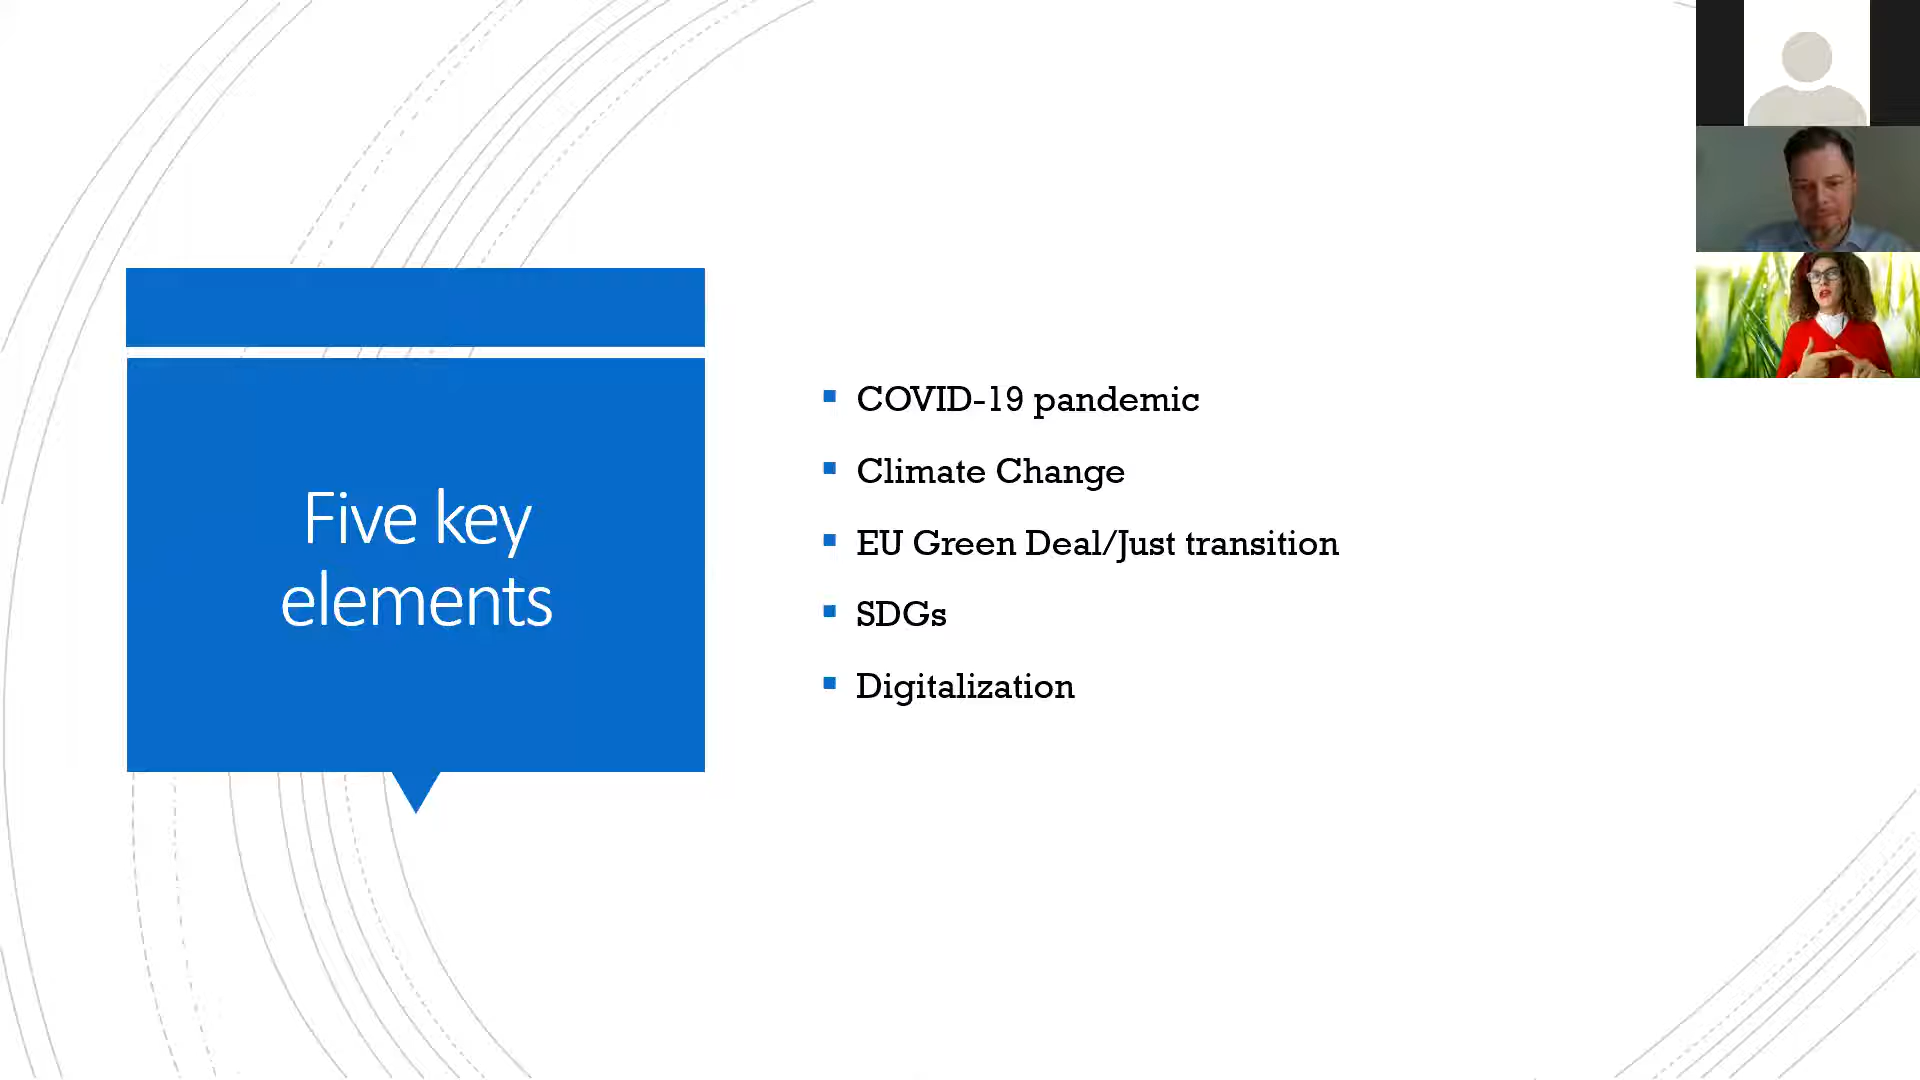 Five key
elements
COVID-19 pandemic
Climate Change
EU Green Deal/Just transition
SDGs
Digitalization